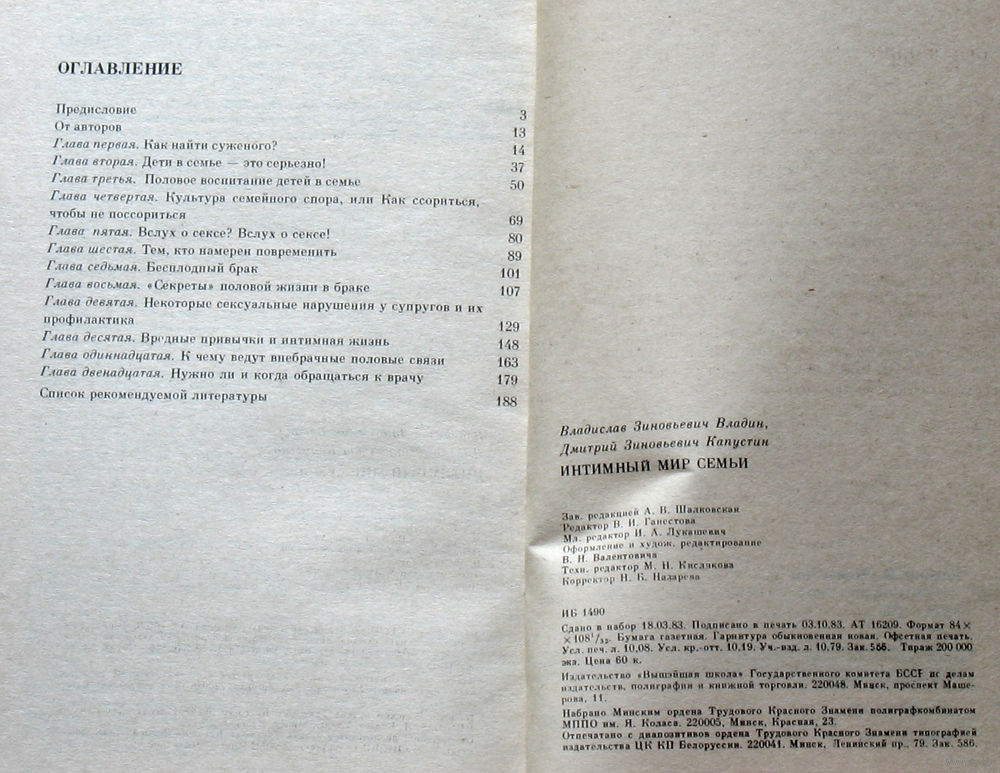 ОГЛАВЛЕНИЕ
Предисловие 3
От авторов 13
Глава первая. Как найти суженого? 14
Глава вторая. Дети в семье — это серьезно! 37
Глава третья. Половое воспитание детей в семье 50
Глава четвертая. Культура семейного спора, или Как ссориться,
чтобы не поссориться 69
Глава пятая. Вслух о сексе? Вслух о сексе! 80
Глава шестая. Тем, кто намерен повременить 89
Глава седьмая. Бесплодный брак 101
Глава восьмая. «Секреты» половой жизни в браке 107
Глава девятая. Некоторые сексуальные нарушения у супругов и их
профилактика 129
Глава десятая. Вредные привычки и интимная жизнь 148
Глава одиннадцатая. К чему ведут внебрачные половые связи 163
Глава двенадцатая. Нужно ли и когда обращаться к врачу 179
Список рекомендуемой литературы 188
Владислав Зиновьевич Владин,
Дмитрий Зиновьевич Капустин
ИНТИМНЫЙ МИР СЕМЬИ
Зав. редакцией А. В. Шалковская
Редактор В. И. Ганестова
Мл. редактор И. А. Лукашевич
Оформление и худож. редактирование
В. Н. Валентовича
Техн. редактор М. Н. Кислякова
Корректор Н. Б. Назарева
ИБ 1490
Сдано в набор 18.03.83. Подписано в печать 03.10.83. АТ 16209. Формат 84×
×108¹/₃₂. Бумага газетная. Гарнитура обыкновенная новая. Офсетная печать.
Усл. печ. л. 10,08. Усл. кр.-отт. 10,19. Уч.-изд. л. 10,79. Зак. 586. Тираж 200 000
экз. Цена 60 к.
Издательство «Вышэйшая школа» Государственного комитета БССР по делам
издательств, полиграфии и книжной торговли. 220048. Минск, проспект Маше-
рова, 11.
Набрано Минским ордена Трудового Красного Знамени полиграфкомбинатом
МППО им. Я. Коласа. 220005, Минск, Красная, 23.
Отпечатано с диапозитивов ордена Трудового Красного Знамени типографией
издательства ЦК КП Белоруссии. 220041. Минск, Ленинский пр., 79. Зак. 586.